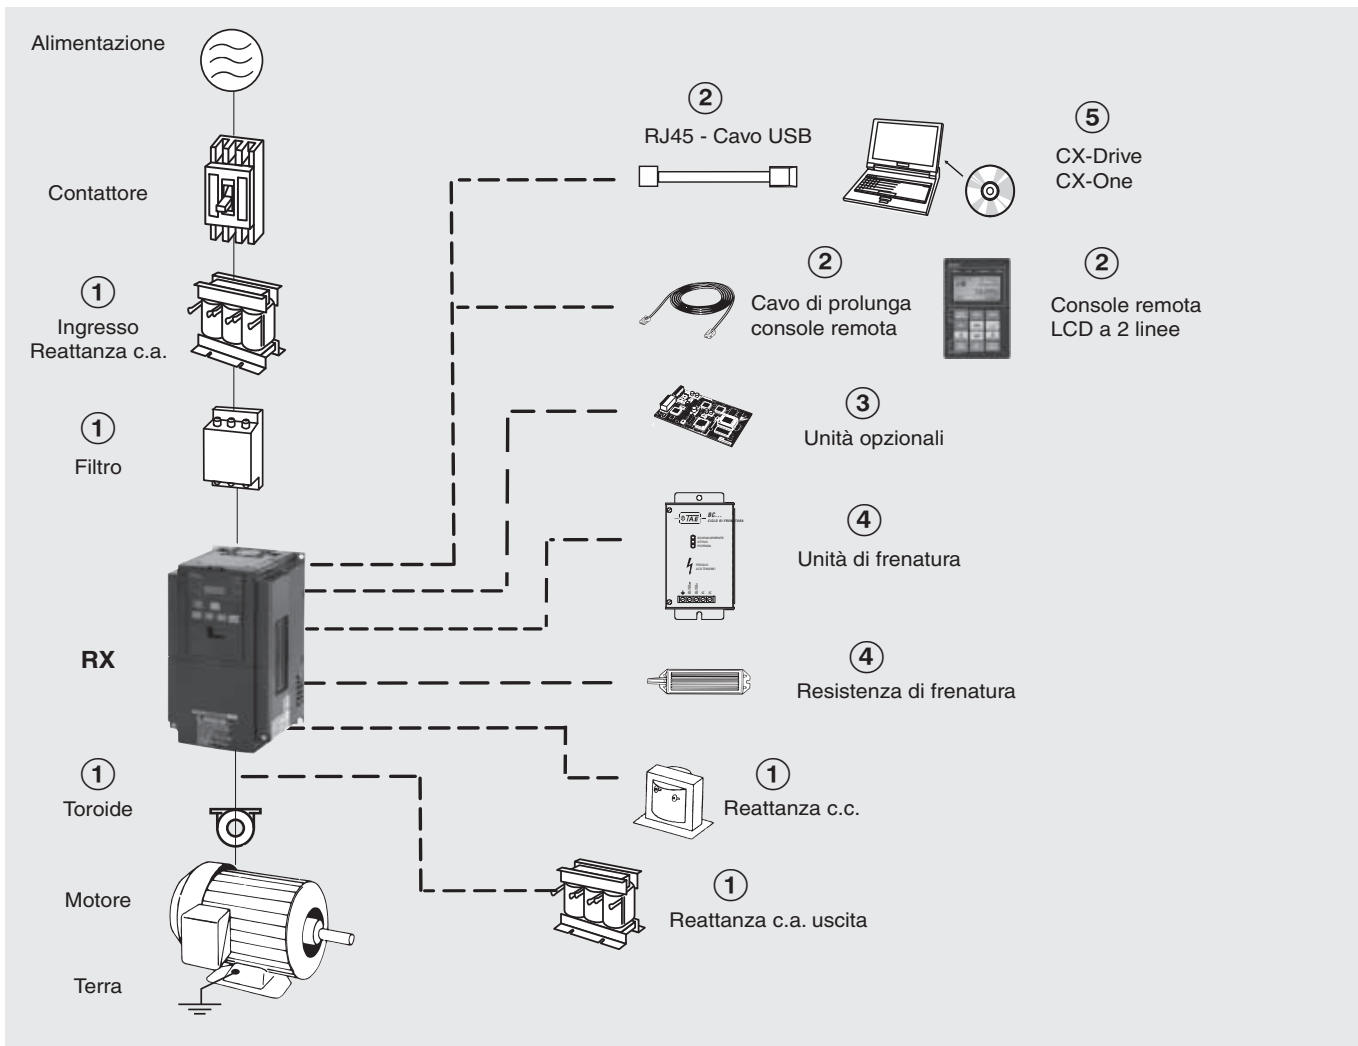 Alimentazione
Contattore
1
Ingresso
Reattanza c.a.
1
Filtro
RX
1
Toroide
Motore
Terra
2
RJ45 - Cavo USB
5
CX-Drive
CX-One
2
Cavo di prolunga
console remota
2
Console remota
LCD a 2 linee
3
Unità opzionali
4
Unità di frenatura
4
Resistenza di frenatura
1
Reattanza c.c.
1
Reattanza c.a. uscita